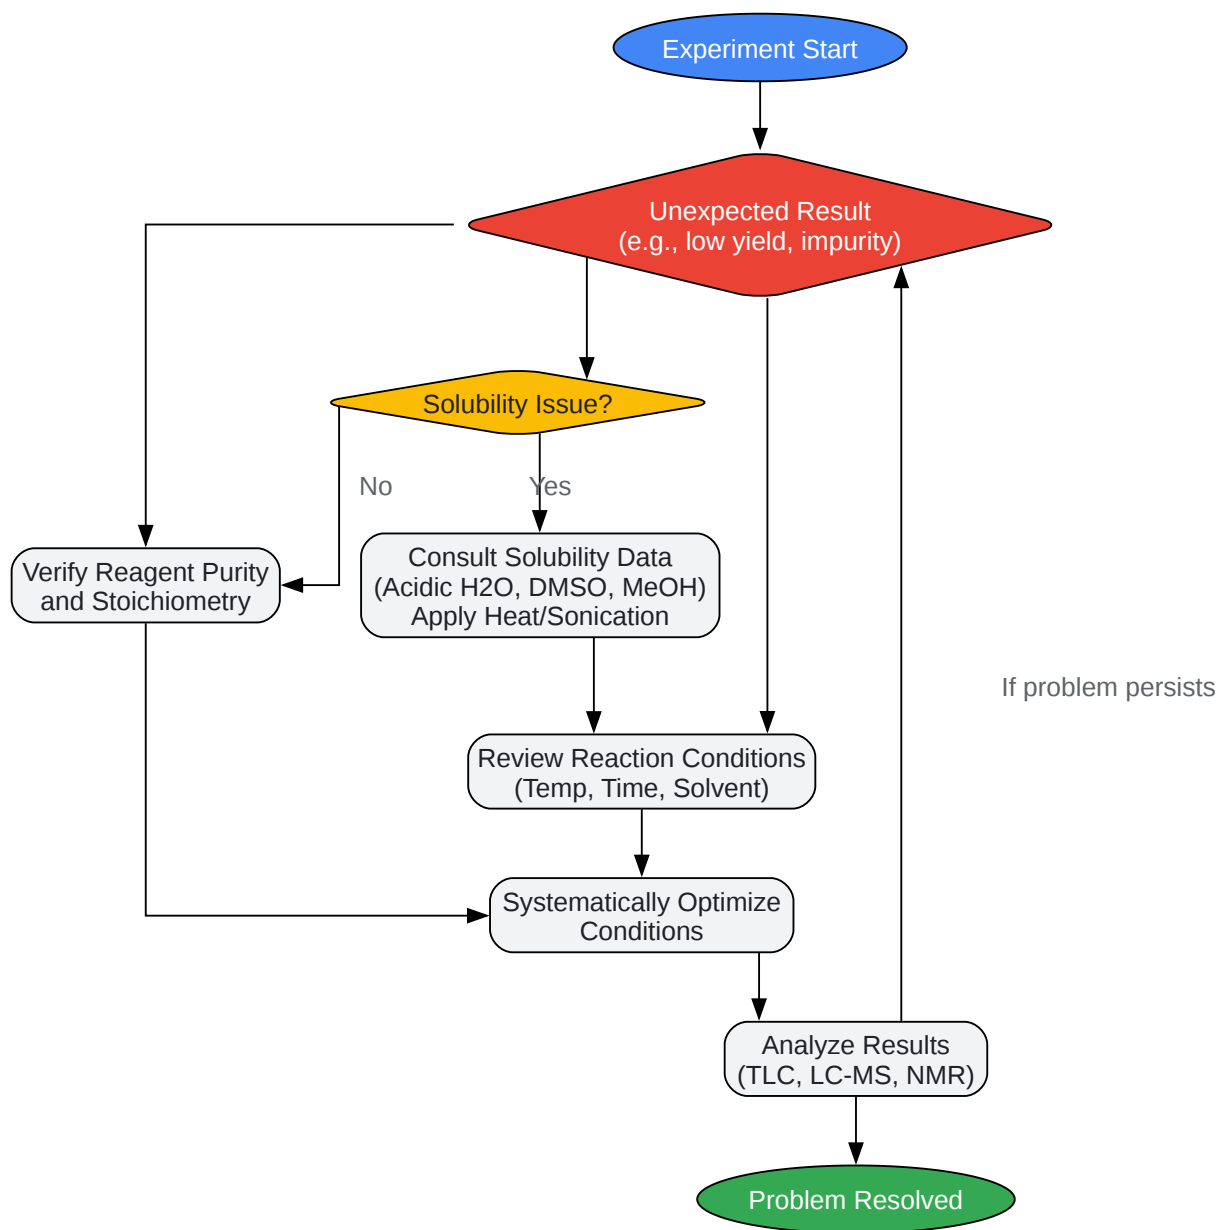 Experiment Start
Unexpected Result
(e.g., low yield, impurity)
Solubility Issue?
No
Yes
Verify Reagent Purity
and Stoichiometry
Consult Solubility Data
(Acidic H2O, DMSO, MeOH)
Apply Heat/Sonication
If problem persists
Review Reaction Conditions
(Temp, Time, Solvent)
Systematically Optimize
Conditions
Analyze Results
(TLC, LC-MS, NMR)
Problem Resolved